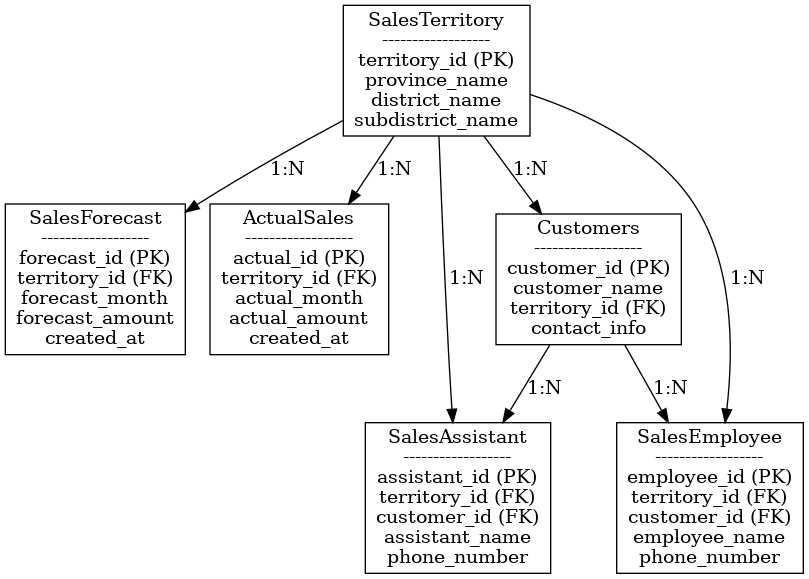 SalesTerritory
------------------
territory_id (PK)
province_name
district_name
subdistrict_name
1:N
1:N
1:N
SalesForecast
------------------
forecast_id (PK)
territory_id (FK)
forecast_month
forecast_amount
created_at
ActualSales
------------------
actual_id (PK)
territory_id (FK)
actual_month
actual_amount
created_at
Customers
------------------
customer_id (PK)
customer_name
territory_id (FK)
contact_info
1:N
1:N
1:N
1:N
SalesAssistant
------------------
assistant_id (PK)
territory_id (FK)
customer_id (FK)
assistant_name
phone_number
SalesEmployee
------------------
employee_id (PK)
territory_id (FK)
customer_id (FK)
employee_name
phone_number